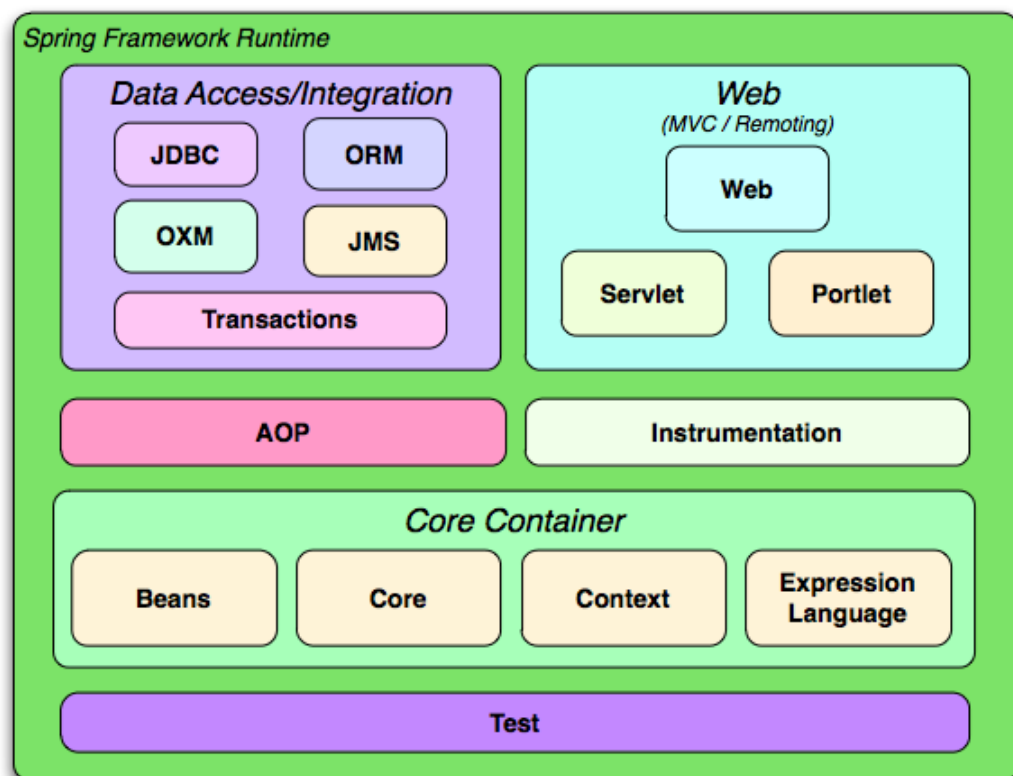 Spring Framework Runtime
Data Access/Integration
JDBC
ORM
OXM
JMS
Transactions
Web
(MVC / Remoting)
Web
Servlet
Portlet
AOP
Instrumentation
Core Container
Beans
Core
Context
Expression
Language
Test